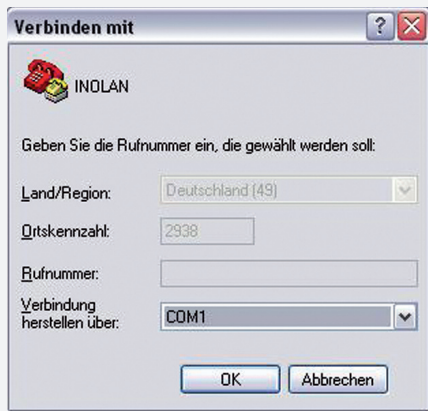 Verbinden mit
INOLAN
Geben Sie die Rufnummer ein, die gewählt werden soll:
Land/Region: Deutschland (49)
Ortskennzahl: 2938
Rufnummer:
Verbindung
herstellen über: COM1
OK Abbrechen